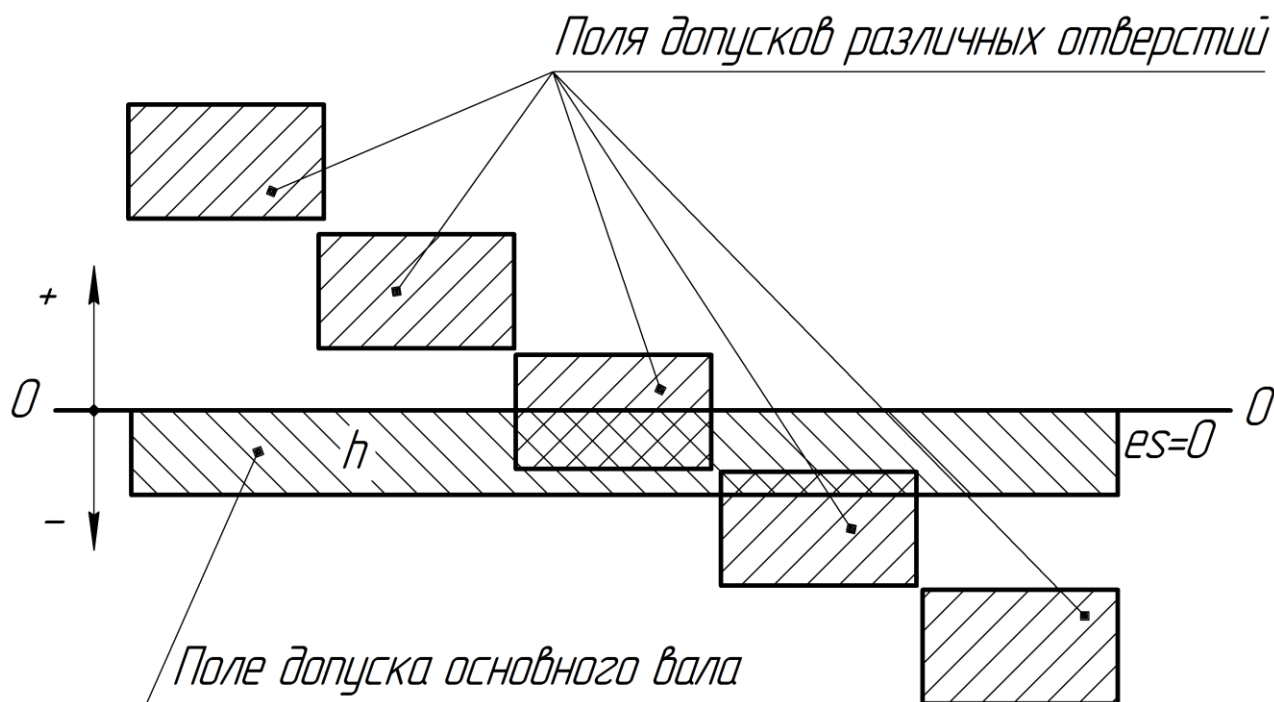 Поля допусков различных отверстий
+
0
0
h
es=0
−
Поле допуска основного вала